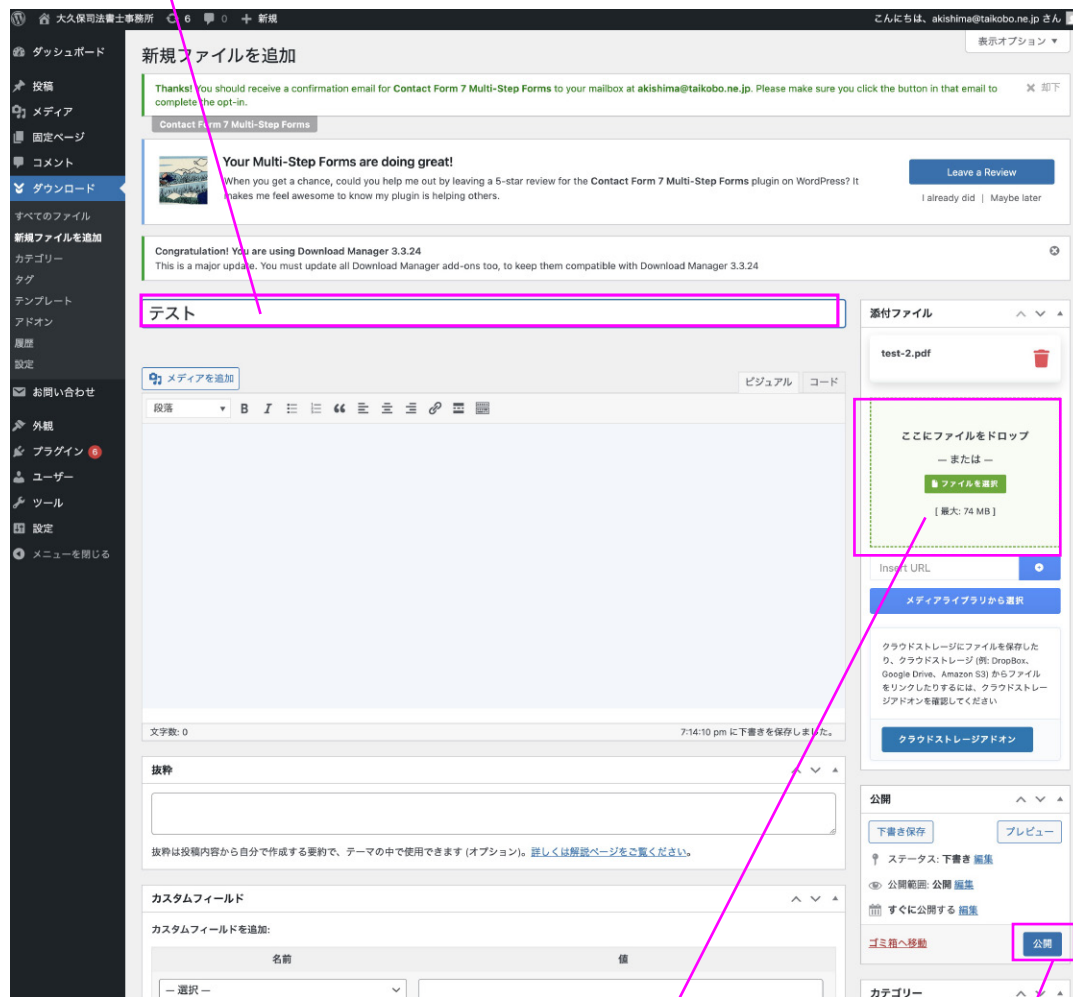 大久保司法書士事務所 6 0 + 新規
こんにちは、akishima@taikobo.ne.jp さん
表示オプション ▼
ダッシュボード
投稿
メディア
固定ページ
コメント
ダウンロード
すべてのファイル
新規ファイルを追加
カテゴリー
タグ
テンプレート
アドオン
履歴
設定
お問い合わせ
外観
プラグイン 6
ユーザー
ツール
設定
メニューを閉じる
新規ファイルを追加
Thanks! You should receive a confirmation email for Contact Form 7 Multi-Step Forms to your mailbox at akishima@taikobo.ne.jp. Please make sure you click the button in that email to
complete the opt-in.
却下
Contact Form 7 Multi-Step Forms
Your Multi-Step Forms are doing great!
When you get a chance, could you help me out by leaving a 5-star review for the Contact Form 7 Multi-Step Forms plugin on WordPress? It
makes me feel awesome to know my plugin is helping others.
Leave a Review
I already did | Maybe later
Congratulation! You are using Download Manager 3.3.24
This is a major update. You must update all Download Manager add-ons too, to keep them compatible with Download Manager 3.3.24
テスト
メディアを追加
ビジュアル コード
段落 ▼ B I
文字数: 0
7:14:10 pm に下書きを保存しました。
抜粋
抜粋は投稿内容から自分で作成する要約で、テーマの中で使用できます (オプション)。詳しくは解説ページをご覧ください。
カスタムフィールド
カスタムフィールドを追加:
名前 値
— 選択 —
添付ファイル
test-2.pdf
ここにファイルをドロップ
— または —
ファイルを選択
[ 最大: 74 MB ]
Insert URL
メディアライブラリから選択
クラウドストレージにファイルを保存した
り、クラウドストレージ (例: DropBox、
Google Drive、Amazon S3) からファイル
をリンクしたりするには、クラウドストレー
ジアドオンを確認してください
クラウドストレージアドオン
公開
下書き保存 プレビュー
ステータス: 下書き 編集
公開範囲: 公開 編集
すぐに公開する 編集
ゴミ箱へ移動 公開
カテゴリー